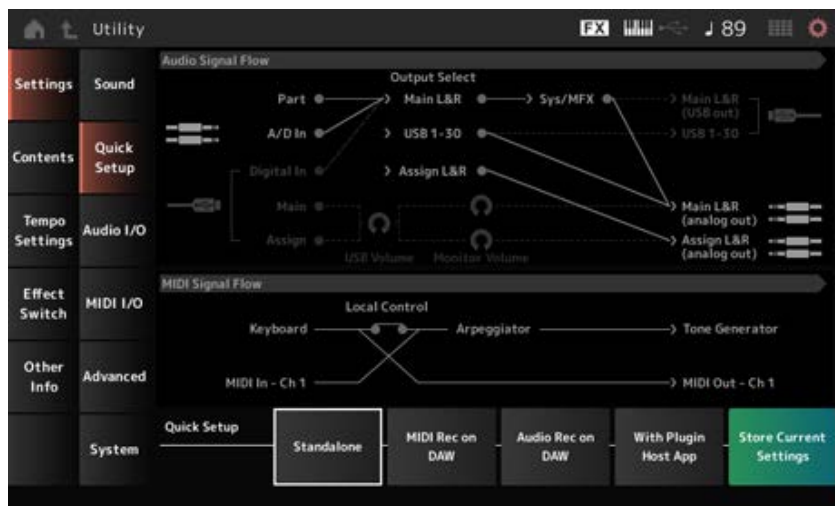 Utility
FX
♩ 89
Settings
Sound
Contents
Quick
Setup
Tempo
Settings
Audio I/O
Effect
Switch
MIDI I/O
Other
Info
Advanced
System
Audio Signal Flow
Output Select
Part
Main L&R
Sys/MFX
Main L&R
(USB out)
A/D In
USB 1-30
USB 1-30
Digital In
Assign L&R
Main
Main L&R
(analog out)
Assign
Assign L&R
(analog out)
USB Volume
Monitor Volume
MIDI Signal Flow
Local Control
Keyboard
Arpeggiator
Tone Generator
MIDI In - Ch 1
MIDI Out - Ch 1
Quick Setup
Standalone
MIDI Rec on
DAW
Audio Rec on
DAW
With Plugin
Host App
Store Current
Settings